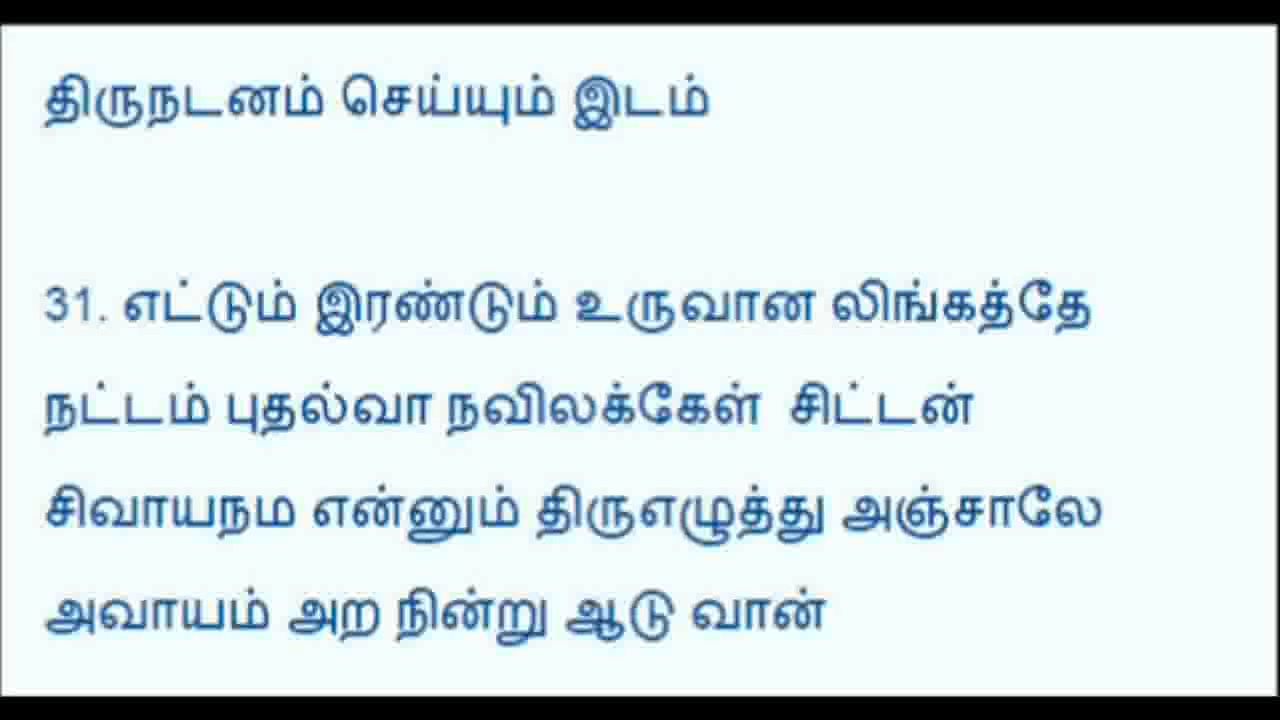 திருநடனம் செய்யும் இடம்
31. எட்டும் இரண்டும் உருவான லிங்கத்தே
நட்டம் புதல்வா நவிலக்கேள் சிட்டன்
சிவாயநம என்னும் திருஎழுத்து அஞ்சாலே
அவாயம் அற நின்று ஆடு வான்